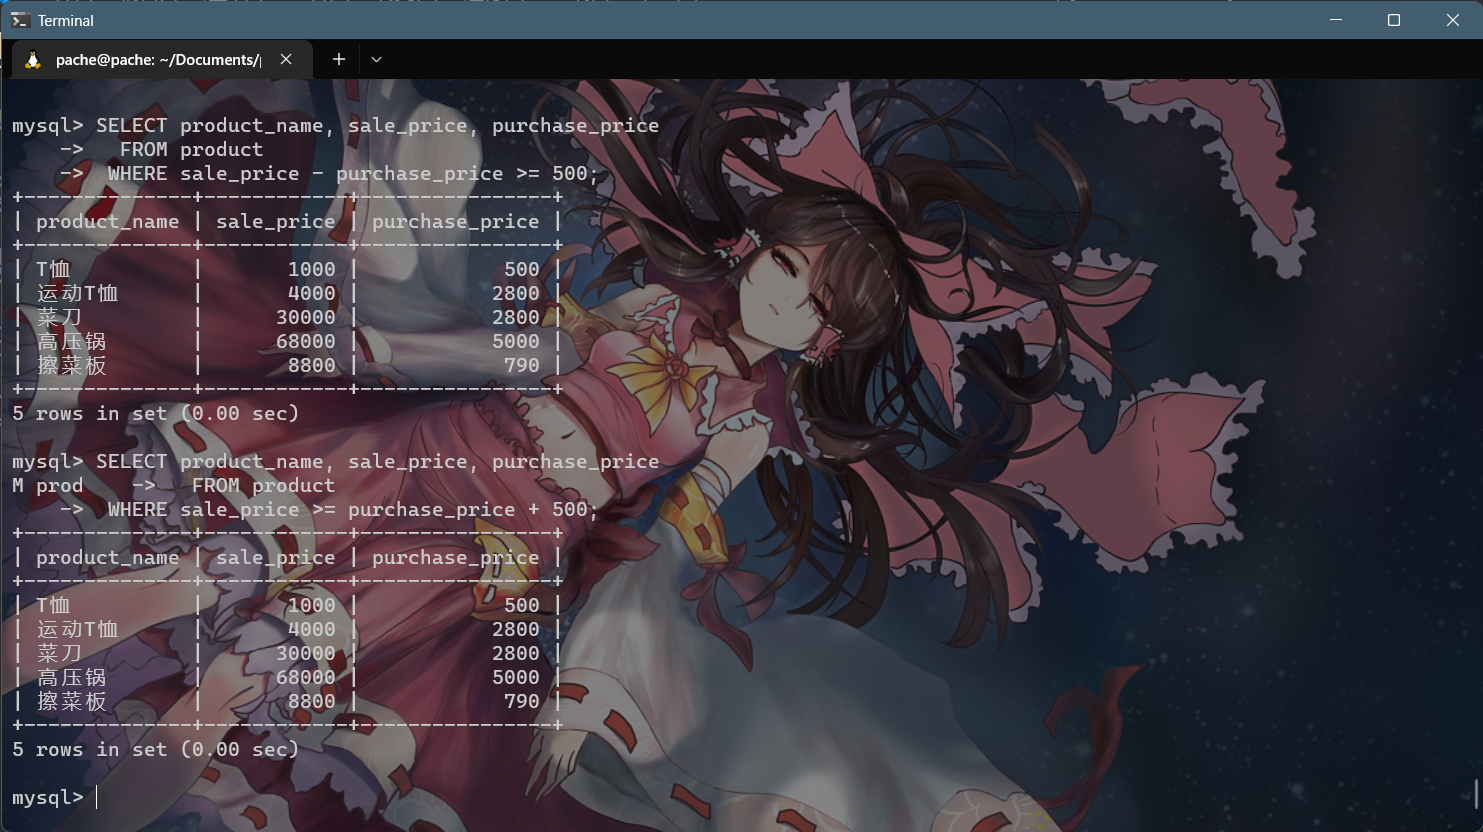 Terminal
pache@pache: ~/Documents/
mysql> SELECT product_name, sale_price, purchase_price
    ->   FROM product
    ->  WHERE sale_price - purchase_price >= 500;
+--------------+------------+----------------+
| product_name | sale_price | purchase_price |
+--------------+------------+----------------+
| T恤          |       1000 |            500 |
| 运动T恤      |       4000 |           2800 |
| 菜刀         |      30000 |           2800 |
| 高压锅       |      68000 |           5000 |
| 擦菜板       |       8800 |            790 |
+--------------+------------+----------------+
5 rows in set (0.00 sec)
mysql> SELECT product_name, sale_price, purchase_price
M prod    ->   FROM product
    ->  WHERE sale_price >= purchase_price + 500;
+--------------+------------+----------------+
| product_name | sale_price | purchase_price |
+--------------+------------+----------------+
| T恤          |       1000 |            500 |
| 运动T恤      |       4000 |           2800 |
| 菜刀         |      30000 |           2800 |
| 高压锅       |      68000 |           5000 |
| 擦菜板       |       8800 |            790 |
+--------------+------------+----------------+
5 rows in set (0.00 sec)
mysql>